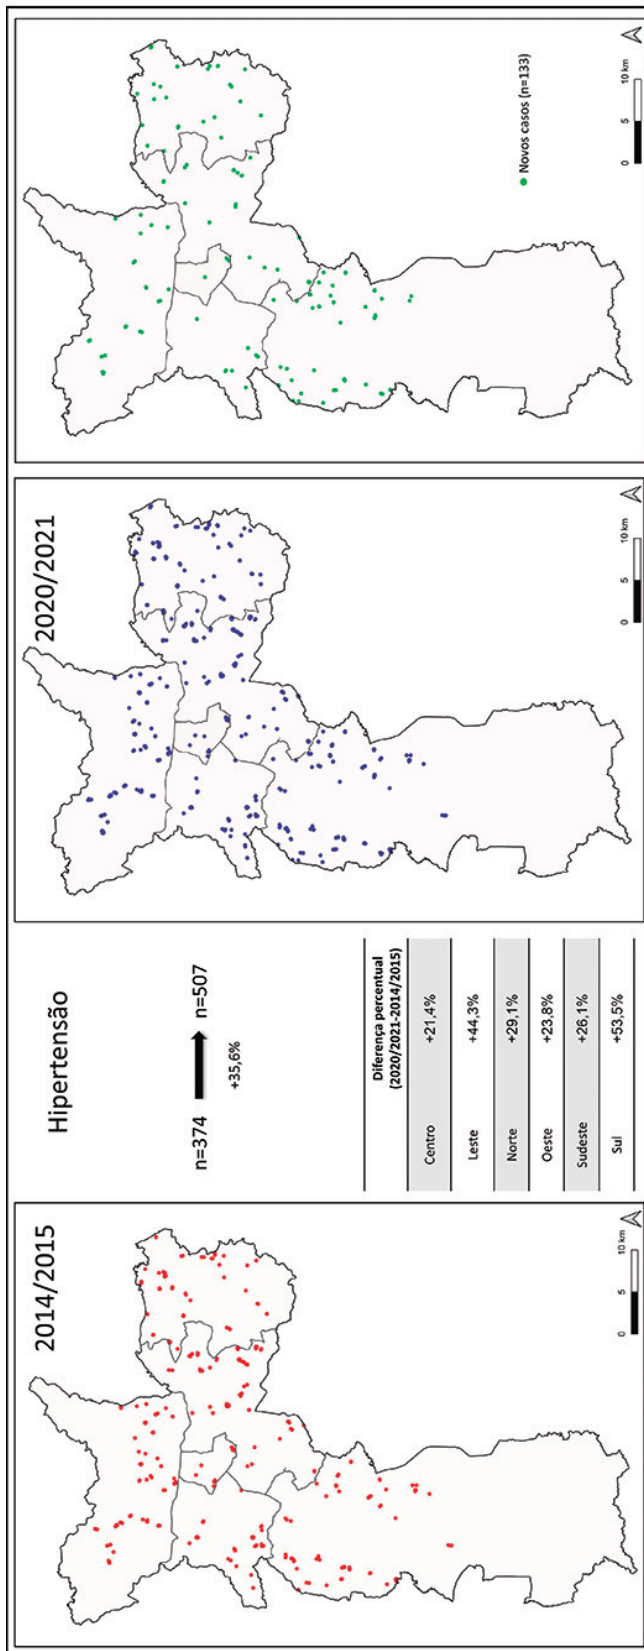 2014/2015
0 5 10 km
Hipertensão
n=374 n=507
+35,6%
Diferença percentual
(2020/2021-2014/2015)
Centro +21,4%
Leste +44,3%
Norte +29,1%
Oeste +23,8%
Sudeste +26,1%
Sul +53,5%
2020/2021
0 5 10 km
Novos casos (n=133)
0 5 10 km